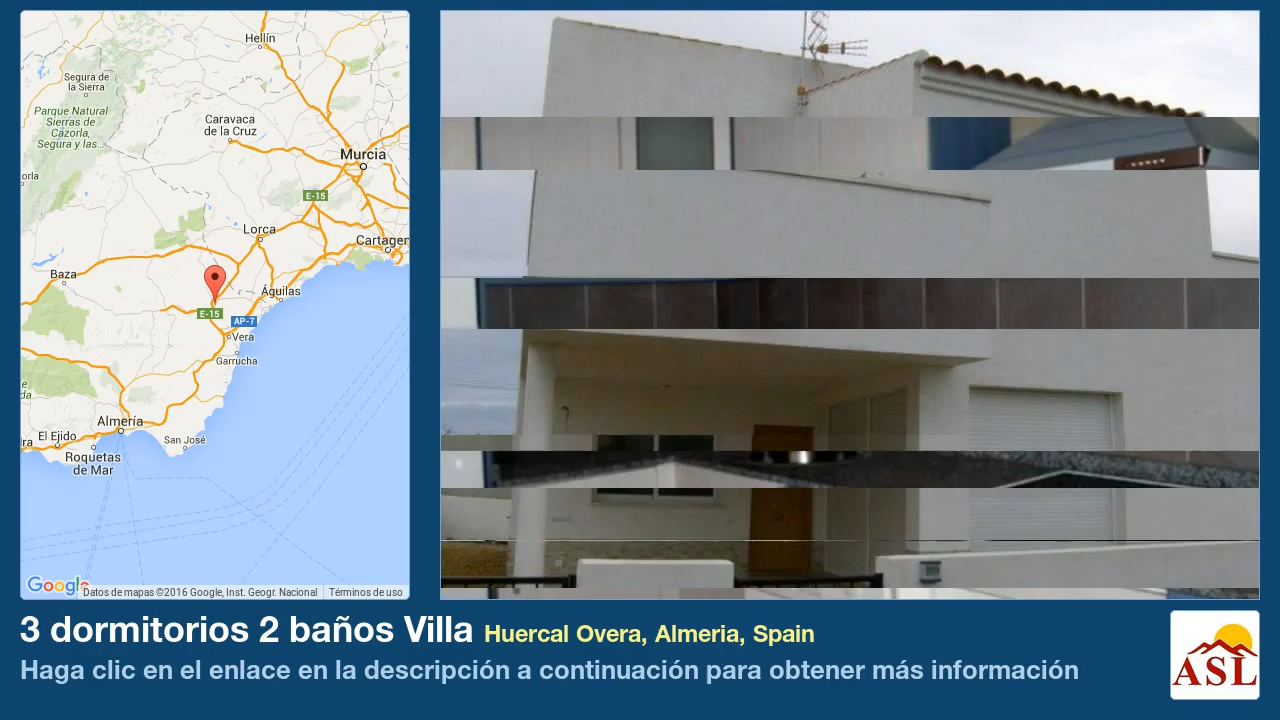 Hellín
Segura de
la Sierra
Parque Natural
Sierras de
Cazorla,
Segura y las...
Caravaca
de la Cruz
Murcia
orla
E-15
Lorca
Cartagen
Baza
Águilas
E-15
AP-7
Vera
Garrucha
e
da
Almería
San José
ra
El Ejido
Roquetas
de Mar
Google
Datos de mapas ©2016 Google, Inst. Geogr. Nacional
Términos de uso
3 dormitorios 2 baños Villa Huercal Overa, Almeria, Spain
Haga clic en el enlace en la descripción a continuación para obtener más información
ASL